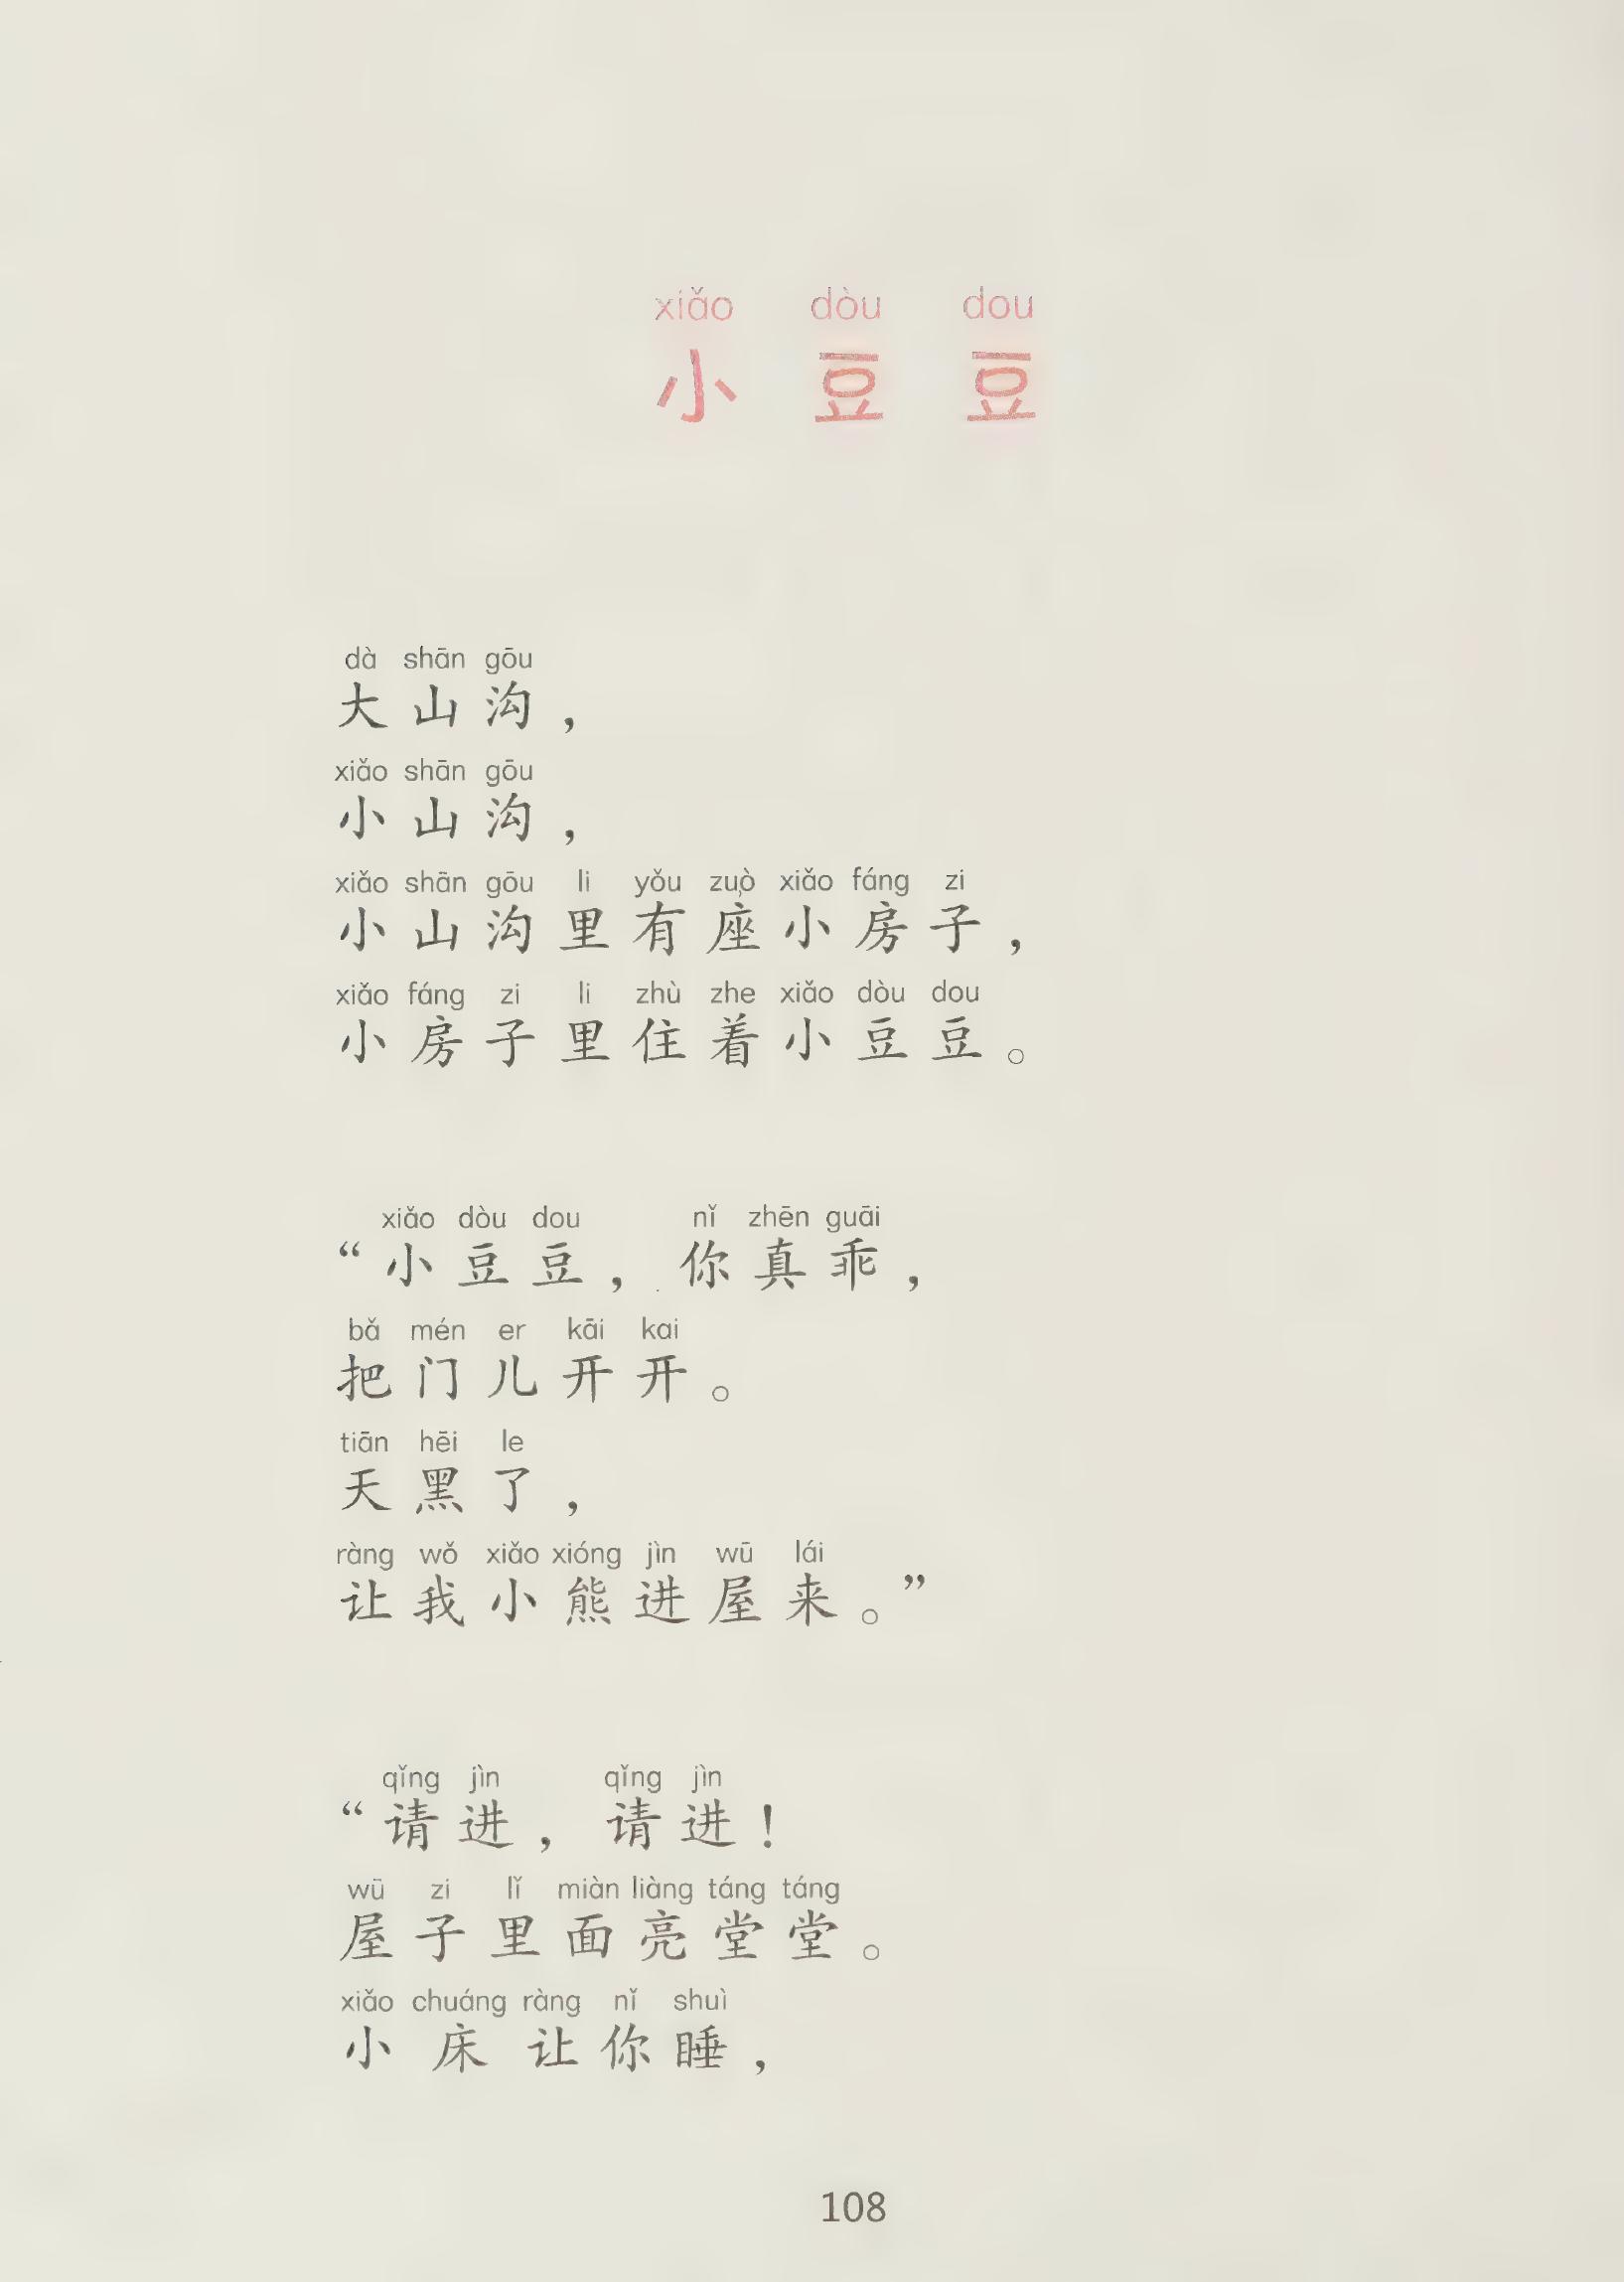 xiǎo dòu dou
小豆豆
dà shān gōu
大山沟，
xiǎo shān gōu
小山沟，
xiǎo shān gōu li yǒu zuò xiǎo fáng zi
小山沟里有座小房子，
xiǎo fáng zi li zhù zhe xiǎo dòu dou
小房子里住着小豆豆。
xiǎo dòu dou nǐ zhēn guāi
“小豆豆，你真乖，
bǎ mén er kāi kai
把门儿开开。
tiān hēi le
天黑了，
ràng wǒ xiǎo xióng jìn wū lái
让我小熊进屋来。”
qǐng jìn qǐng jìn
“请进，请进！
wū zi lǐ miàn liàng táng táng
屋子里面亮堂堂。
xiǎo chuáng ràng nǐ shuì
小床让你睡，
108